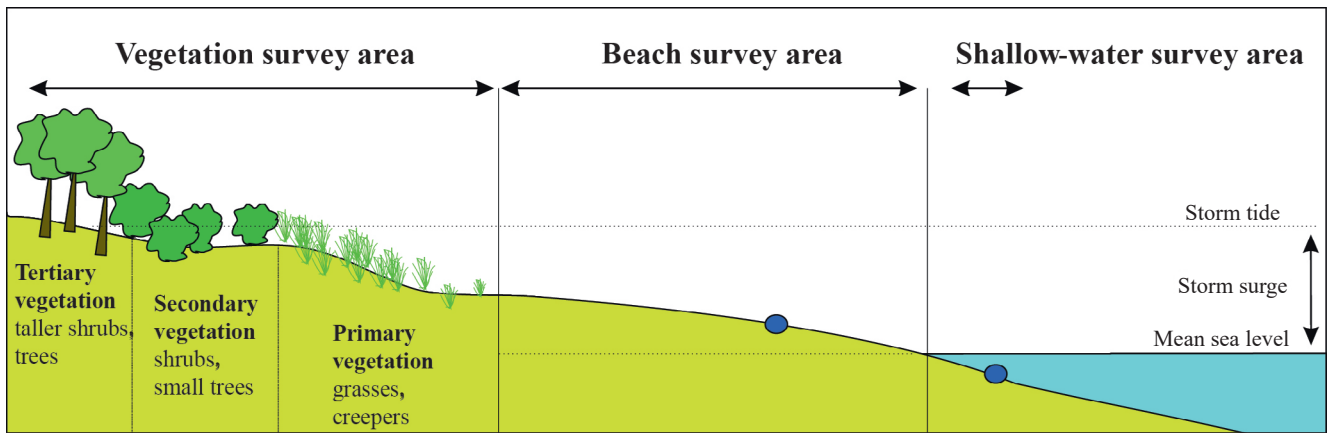 Vegetation survey area
Beach survey area
Shallow-water survey area
Storm tide
Storm surge
Mean sea level
Tertiary
vegetation
taller shrubs,
trees
Secondary
vegetation
shrubs,
small trees
Primary
vegetation
grasses,
creepers